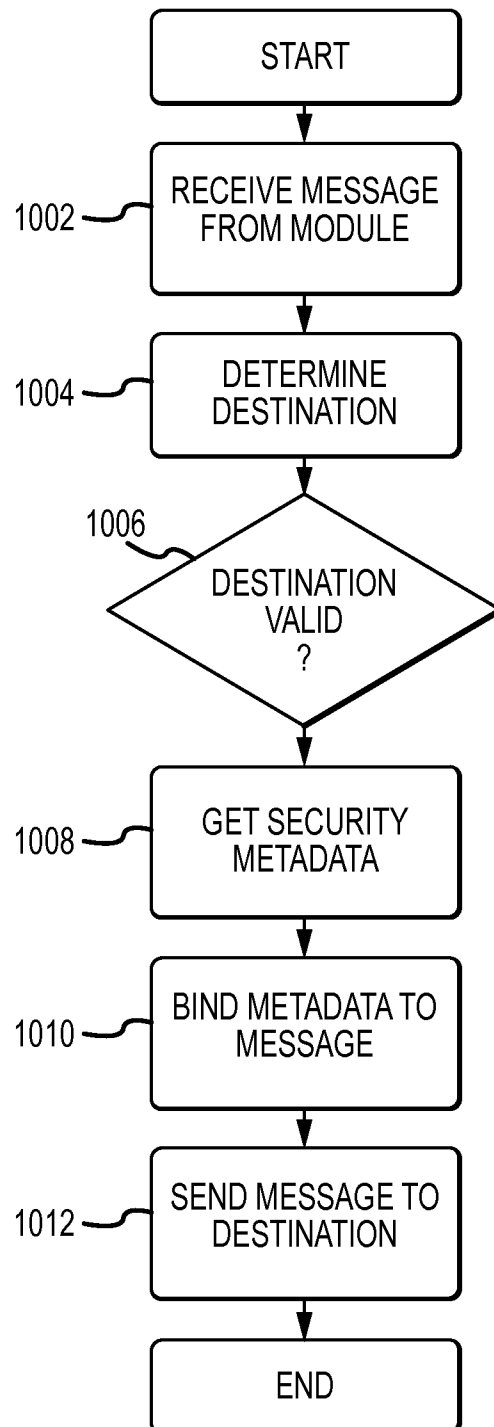 START
1002
RECEIVE MESSAGE
FROM MODULE
1004
DETERMINE
DESTINATION
1006
DESTINATION
VALID
?
1008
GET SECURITY
METADATA
1010
BIND METADATA TO
MESSAGE
1012
SEND MESSAGE TO
DESTINATION
END